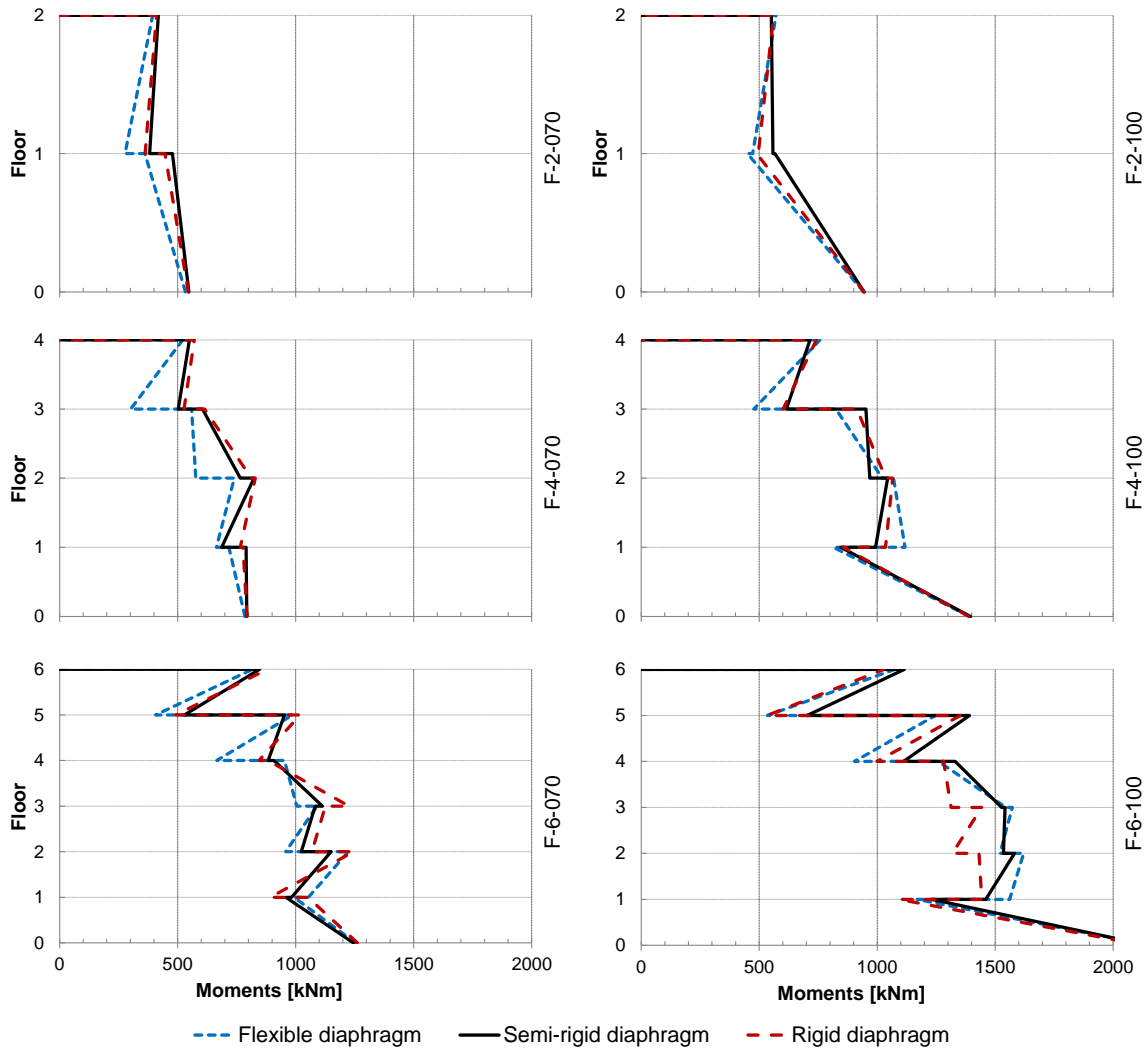 2
1
0
Floor
F-2-070
2
1
0
Floor
F-2-100
4
3
2
1
0
Floor
F-4-070
4
3
2
1
0
Floor
F-4-100
6
5
4
3
2
1
0
Floor
F-6-070
0 500 1000 1500 2000
Moments [kNm]
6
5
4
3
2
1
0
F-6-100
0 500 1000 1500 2000
Moments [kNm]
Flexible diaphragm Semi-rigid diaphragm Rigid diaphragm